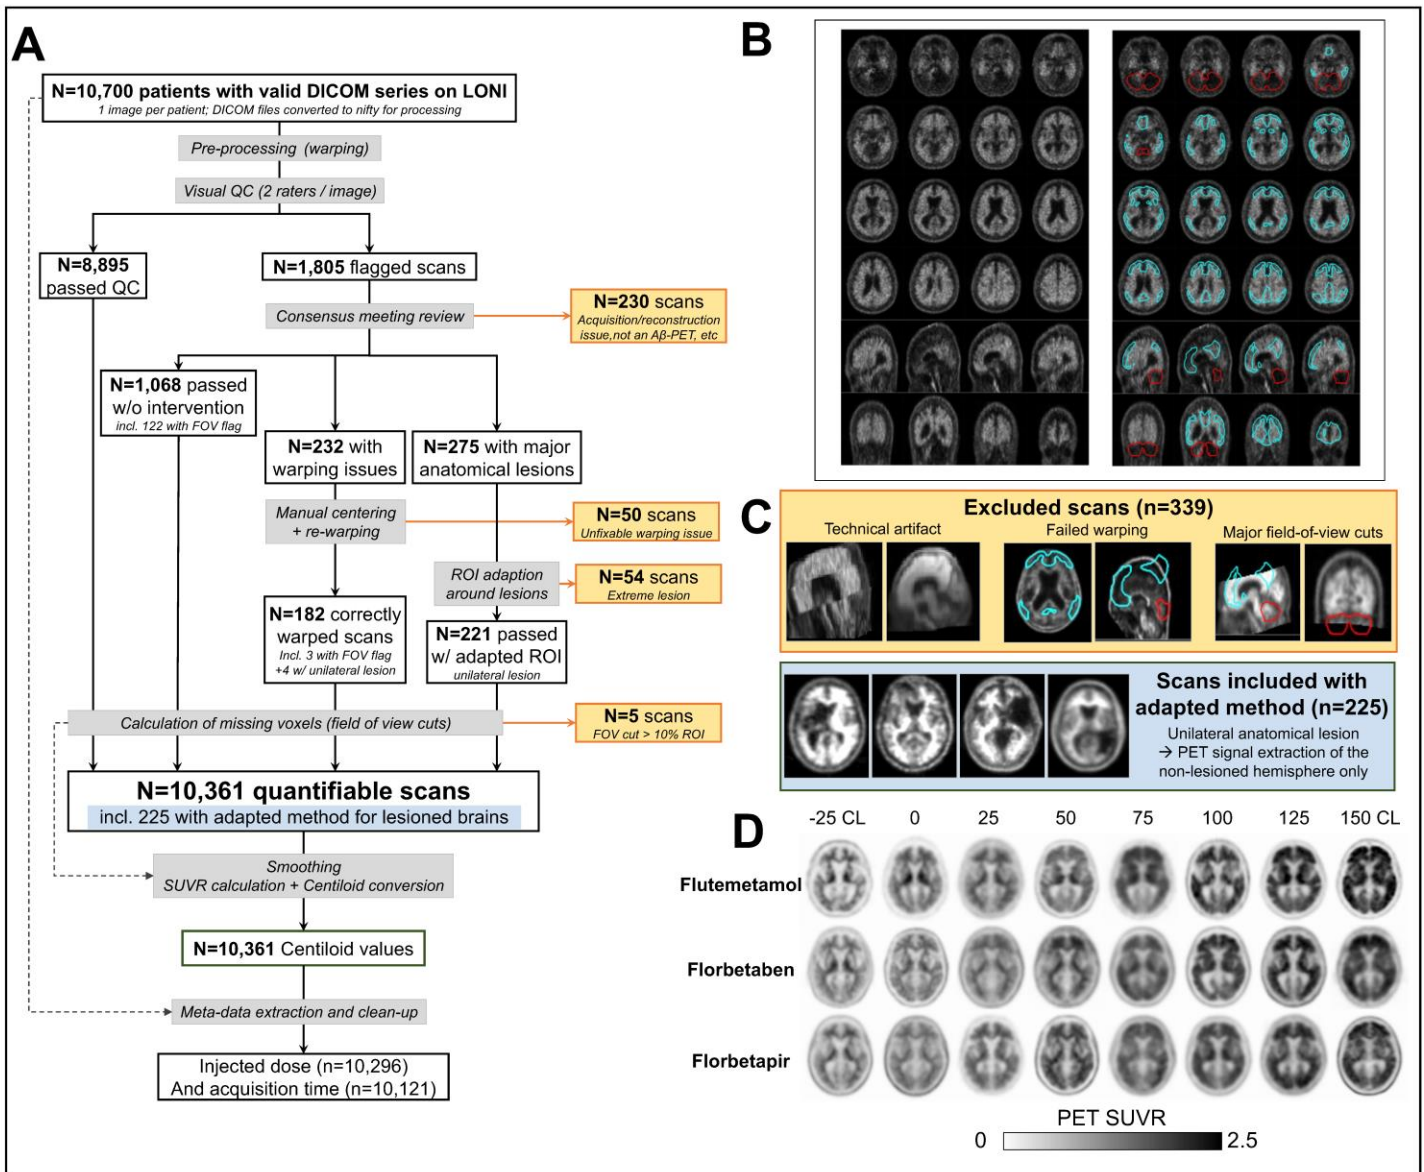 A
N=10,700 patients with valid DICOM series on LONI
1 image per patient; DICOM files converted to nifty for processing
Pre-processing (warping)
Visual QC (2 raters / image)
N=8,895
passed QC
N=1,805 flagged scans
Consensus meeting review
N=230 scans
Acquisition/reconstruction
issue,not an Aβ-PET, etc
N=1,068 passed
w/o intervention
incl. 122 with FOV flag
N=232 with
warping issues
N=275 with major
anatomical lesions
Manual centering
+ re-warping
N=50 scans
Unfixable warping issue
ROI adaption
around lesions
N=54 scans
Extreme lesion
N=182 correctly
warped scans
Incl. 3 with FOV flag
+4 w/ unilateral lesion
N=221 passed
w/ adapted ROI
unilateral lesion
Calculation of missing voxels (field of view cuts)
N=5 scans
FOV cut > 10% ROI
N=10,361 quantifiable scans
incl. 225 with adapted method for lesioned brains
Smoothing
SUVR calculation + Centiloid conversion
N=10,361 Centiloid values
Meta-data extraction and clean-up
Injected dose (n=10,296)
And acquisition time (n=10,121)
B
C
Excluded scans (n=339)
Technical artifact
Failed warping
Major field-of-view cuts
Scans included with
adapted method (n=225)
Unilateral anatomical lesion
→ PET signal extraction of the
non-lesioned hemisphere only
D
-25 CL 0 25 50 75 100 125 150 CL
Flutemetamol
Florbetaben
Florbetapir
PET SUVR
0 2.5